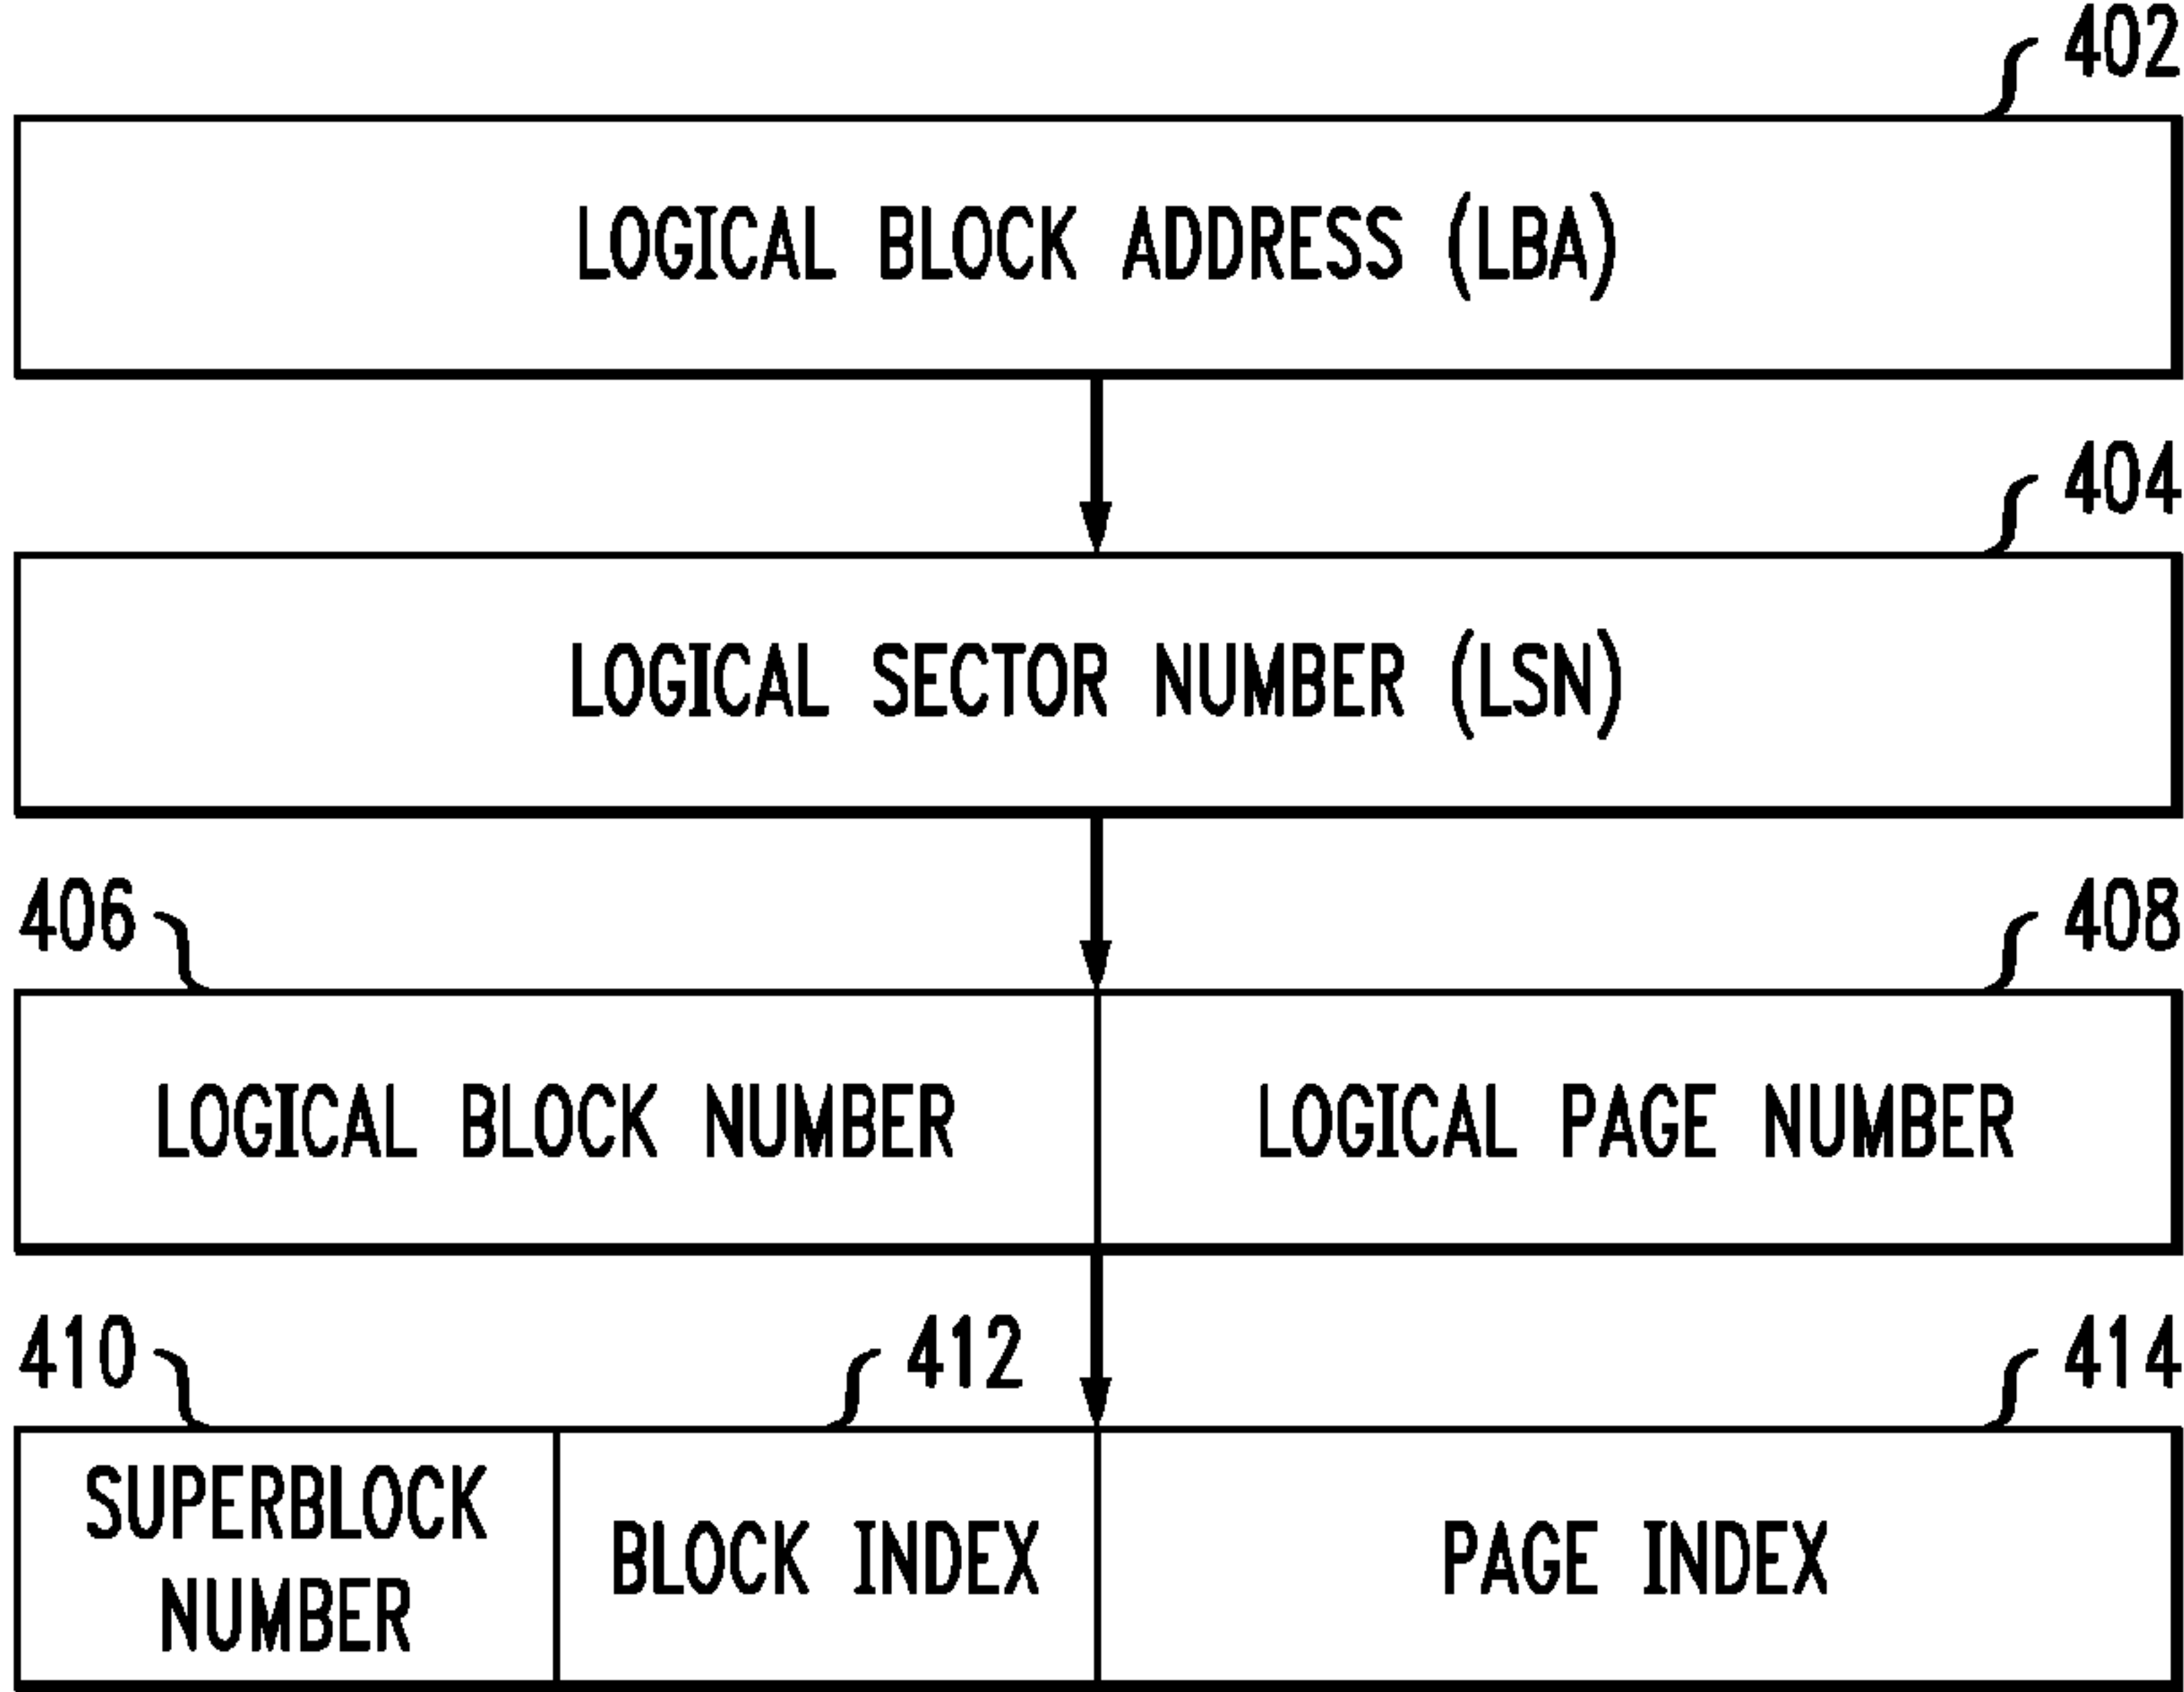 402
LOGICAL BLOCK ADDRESS (LBA)
404
LOGICAL SECTOR NUMBER (LSN)
406
408
LOGICAL BLOCK NUMBER
LOGICAL PAGE NUMBER
410
412
414
SUPERBLOCK
NUMBER
BLOCK INDEX
PAGE INDEX